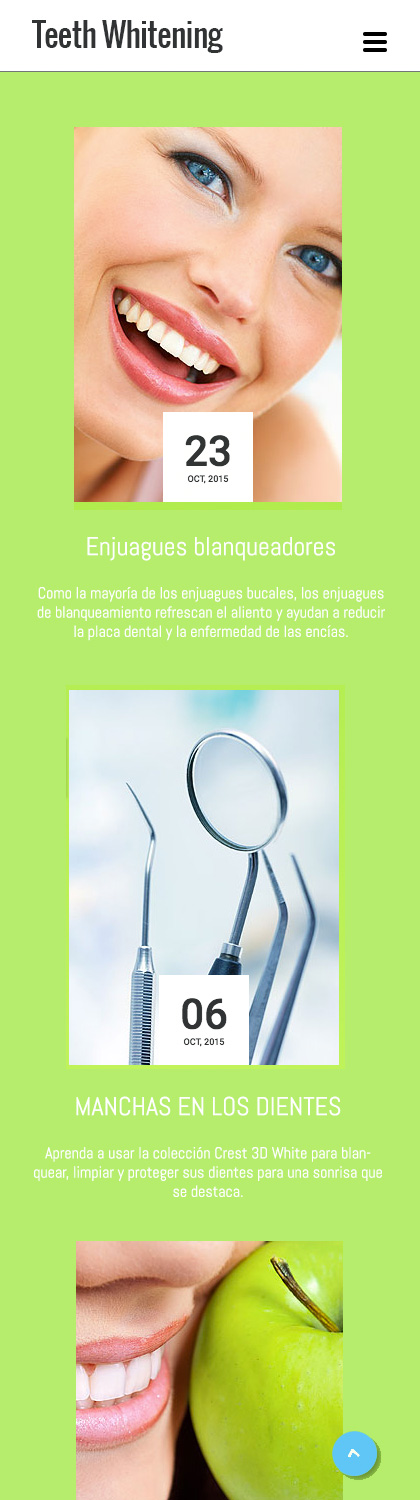 Teeth Whitening
23
OCT, 2015
Enjuagues blanqueadores
Como la mayoría de los enjuagues bucales, los enjuagues
de blanqueamiento refrescan el aliento y ayudan a reducir
la placa dental y la enfermedad de las encías.
06
OCT, 2015
MANCHAS EN LOS DIENTES
Aprenda a usar la colección Crest 3D White para blan-
quear, limpiar y proteger sus dientes para una sonrisa que
se destaca.